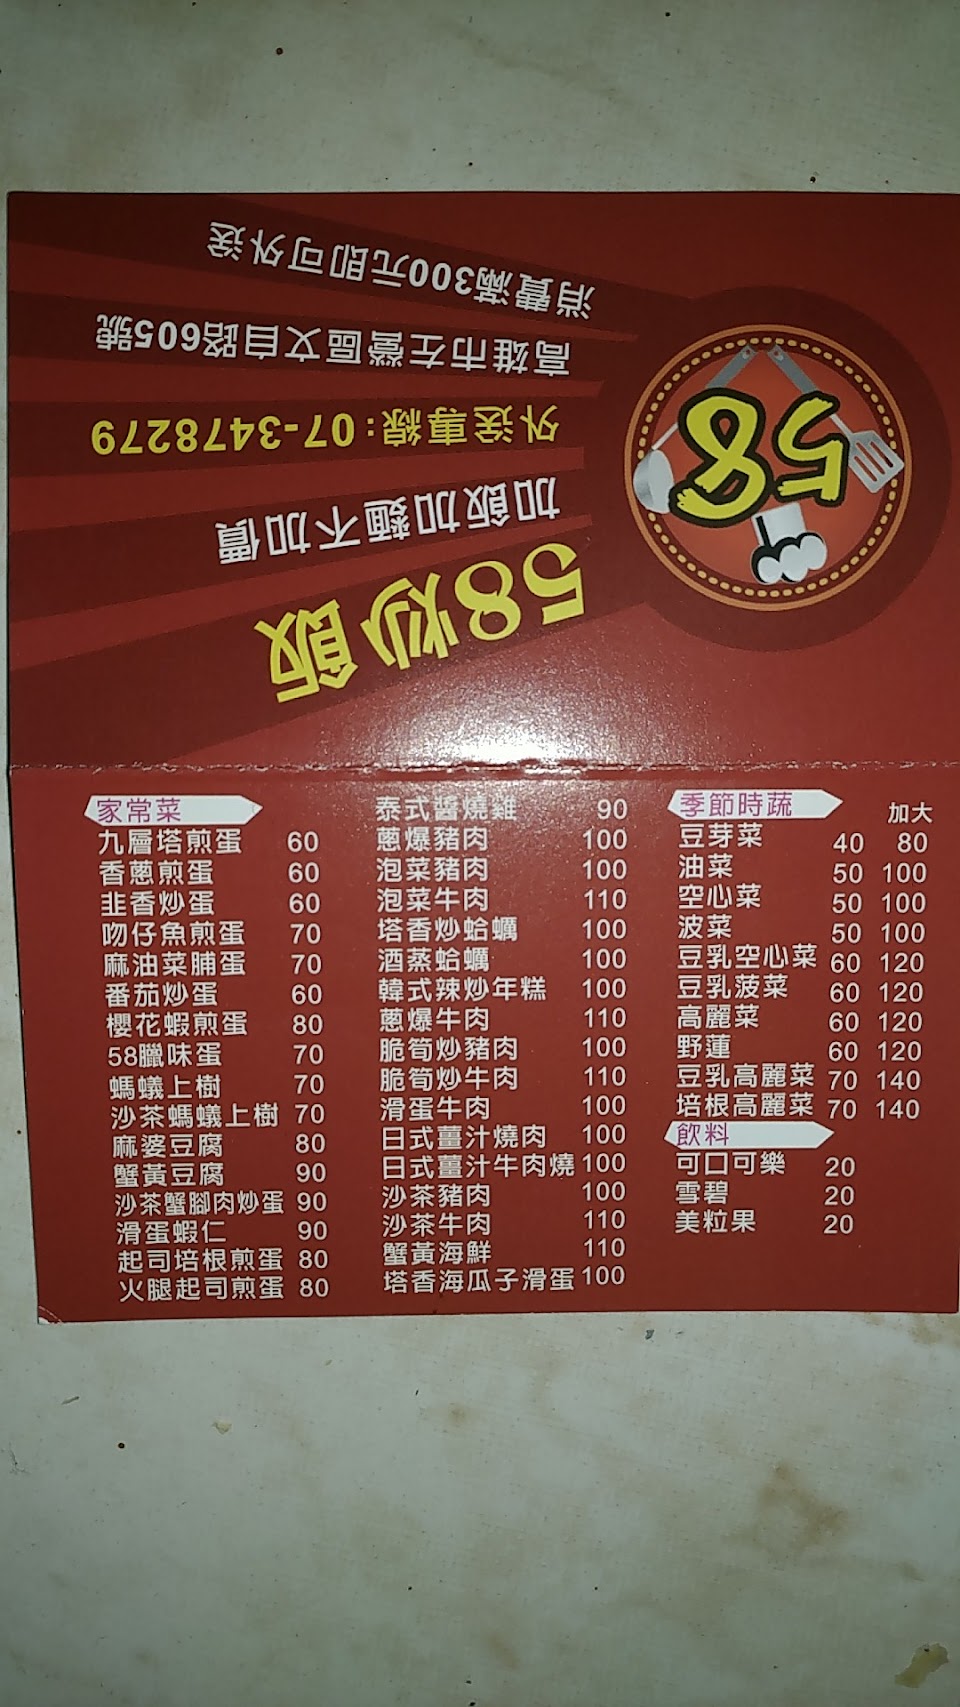 58炒飯
加飯加麵不加價
外送專線：07-3478279
高雄市左營區文自路605號
消費滿300元即可外送
58
家常菜
九層塔煎蛋 60
香蔥煎蛋 60
韭香炒蛋 60
吻仔魚煎蛋 70
麻油菜脯蛋 70
番茄炒蛋 60
櫻花蝦煎蛋 80
58臘味蛋 70
螞蟻上樹 70
沙茶螞蟻上樹 70
麻婆豆腐 80
蟹黃豆腐 90
沙茶蟹腳肉炒蛋 90
滑蛋蝦仁 90
起司培根煎蛋 80
火腿起司煎蛋 80
泰式醬燒雞 90
蔥爆豬肉 100
泡菜豬肉 100
泡菜牛肉 110
塔香炒蛤蠣 100
酒蒸蛤蠣 100
韓式辣炒年糕 100
蔥爆牛肉 110
脆筍炒豬肉 100
脆筍炒牛肉 110
滑蛋牛肉 100
日式薑汁燒肉 100
日式薑汁牛肉燒 100
沙茶豬肉 100
沙茶牛肉 110
蟹黃海鮮 110
塔香海瓜子滑蛋 100
季節時蔬 加大
豆芽菜 40 80
油菜 50 100
空心菜 50 100
波菜 50 100
豆乳空心菜 60 120
豆乳菠菜 60 120
高麗菜 60 120
野蓮 60 120
豆乳高麗菜 70 140
培根高麗菜 70 140
飲料
可口可樂 20
雪碧 20
美粒果 20